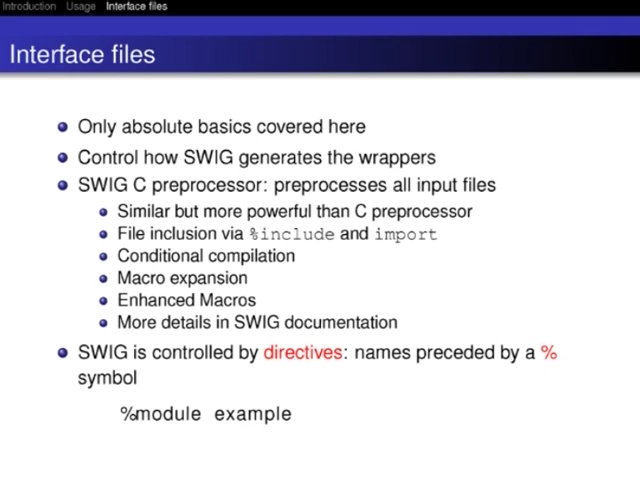 Introduction Usage Interface files
Interface files
Only absolute basics covered here
Control how SWIG generates the wrappers
SWIG C preprocessor: preprocesses all input files
Similar but more powerful than C preprocessor
File inclusion via %include and import
Conditional compilation
Macro expansion
Enhanced Macros
More details in SWIG documentation
SWIG is controlled by directives: names preceded by a %
symbol
%module example